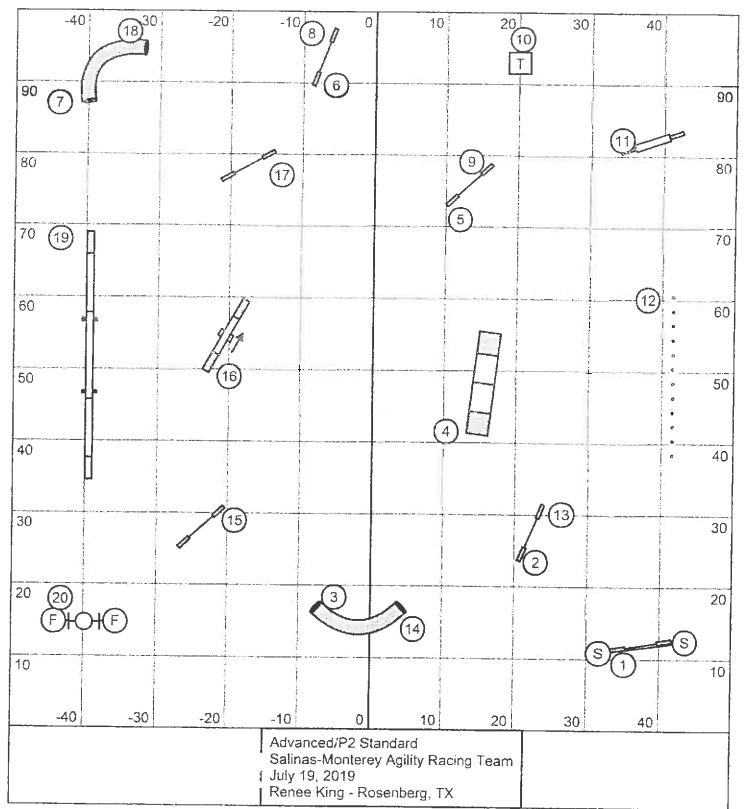 -40 -30 -20 -10 0 10 20 30 40
18 8 10
T
90 7 6 90
11
80 17 9 80
5
70 19 70
60 12 60
16
50 50
4
40 40
30 15 13 30
2
20 20 3 20
F F 14
S 1 S
10 10
-40 -30 -20 -10 0 10 20 30 40
Advanced/P2 Standard
Salinas-Monterey Agility Racing Team
July 19, 2019
Renee King - Rosenberg, TX